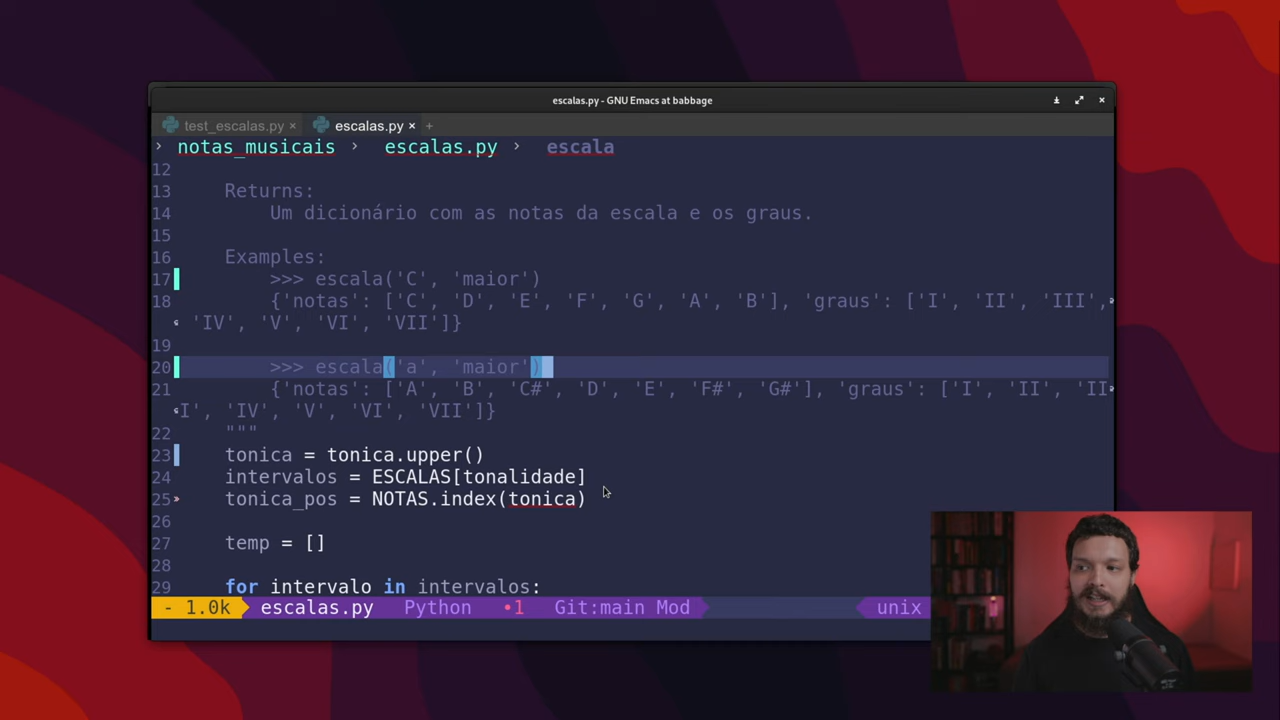 escalas.py - GNU Emacs at babbage
test_escalas.py × escalas.py × +
› notas_musicais › escalas.py › escala
12
13 Returns:
14 Um dicionário com as notas da escala e os graus.
15
16 Examples:
17 >>> escala('C', 'maior')
18 {'notas': ['C', 'D', 'E', 'F', 'G', 'A', 'B'], 'graus': ['I', 'II', 'III',
'IV', 'V', 'VI', 'VII']}
19
20 >>> escala('a', 'maior')
21 {'notas': ['A', 'B', 'C#', 'D', 'E', 'F#', 'G#'], 'graus': ['I', 'II', 'II
I', 'IV', 'V', 'VI', 'VII']}
22 """
23 tonica = tonica.upper()
24 intervalos = ESCALAS[tonalidade]
25 tonica_pos = NOTAS.index(tonica)
26
27 temp = []
28
29 for intervalo in intervalos:
- 1.0k escalas.py Python •1 Git:main Mod unix